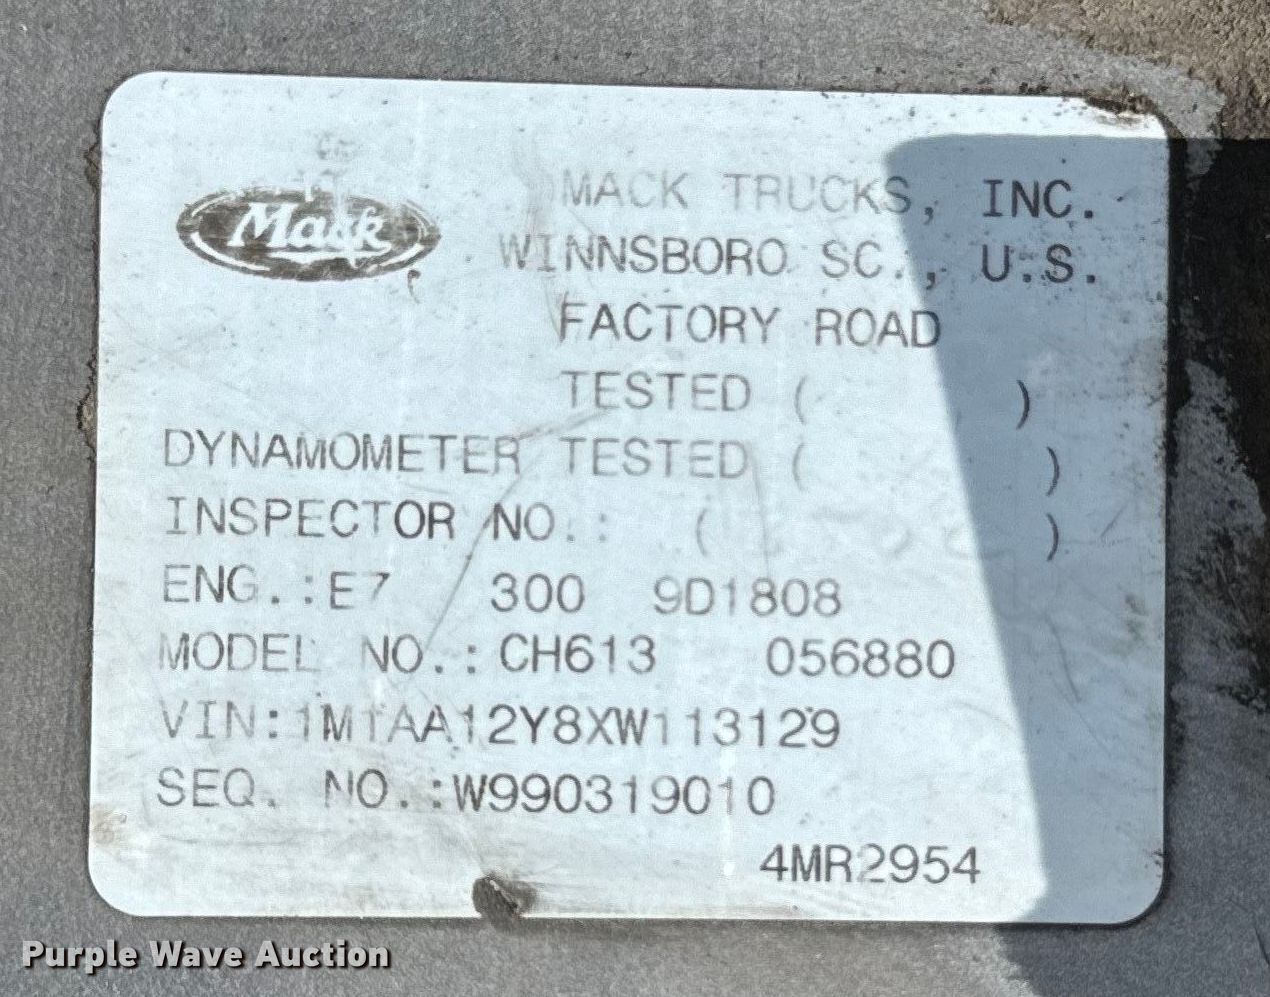 Mack
MACK TRUCKS, INC.
WINNSBORO SC., U.S.
FACTORY ROAD
TESTED ( )
DYNAMOMETER TESTED ( )
INSPECTOR NO.: ( )
ENG.:E7 300 9D1808
MODEL NO.:CH613 056880
VIN:1M1AA12Y8XW113129
SEQ. NO.:W990319010
4MR2954
Purple Wave Auction